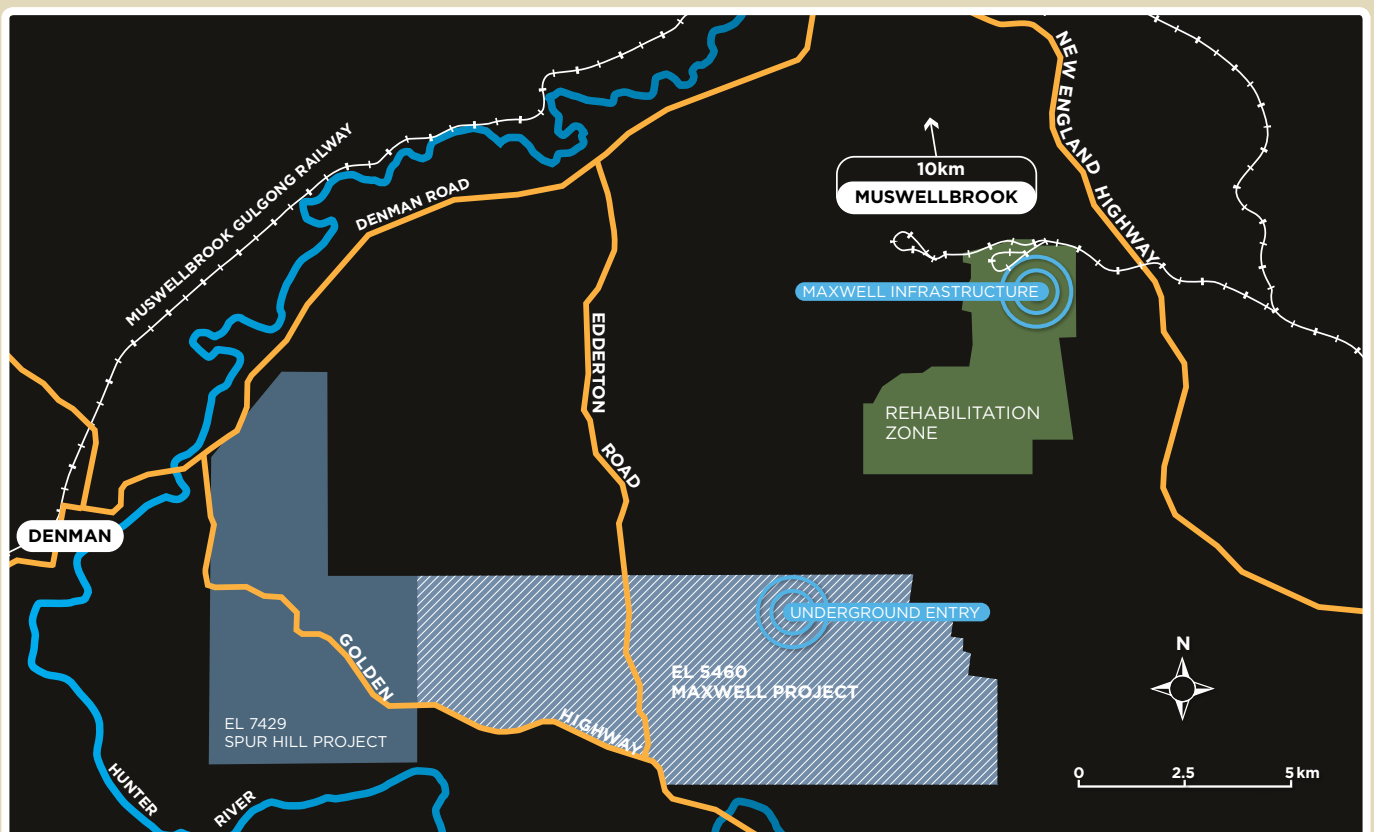 NEW ENGLAND HIGHWAY
MUSWELLBROOK GULGONG RAILWAY
10km
MUSWELLBROOK
DENMAN ROAD
MAXWELL INFRASTRUCTURE
EDDERTON
ROAD
REHABILITATION
ZONE
DENMAN
UNDERGROUND ENTRY
GOLDEN
HIGHWAY
EL 5460
MAXWELL PROJECT
N
EL 7429
SPUR HILL PROJECT
HUNTER
RIVER
0 2.5 5 km